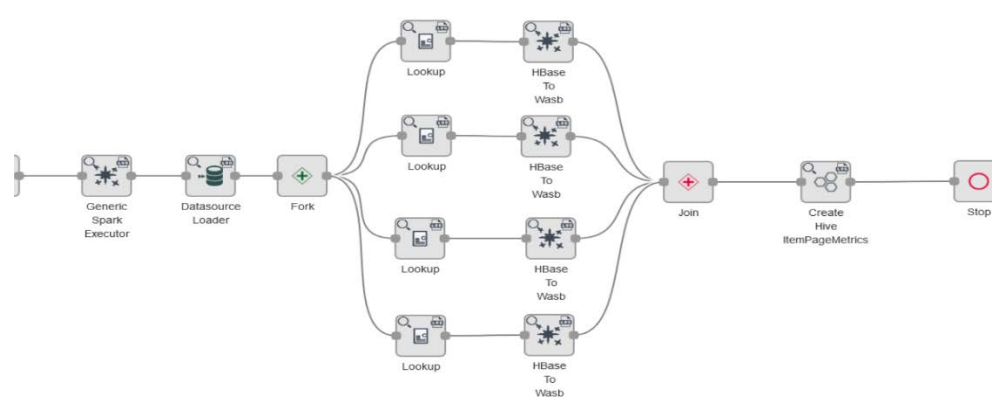 Lookup
HBase
To
Wasb
Lookup
HBase
To
Wasb
Generic
Spark
Executor
Datasource
Loader
Fork
Join
Create
Hive
ItemPageMetrics
Stop
Lookup
HBase
To
Wasb
Lookup
HBase
To
Wasb